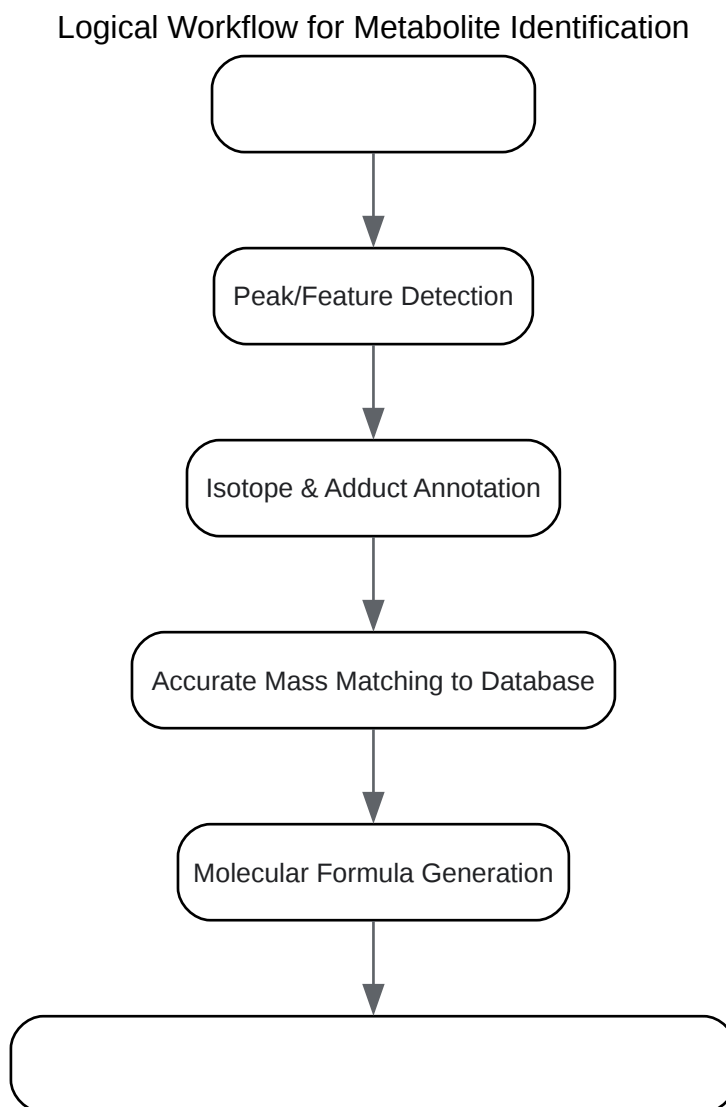 Logical Workflow for Metabolite Identification
Peak/Feature Detection
Isotope & Adduct Annotation
Accurate Mass Matching to Database
Molecular Formula Generation